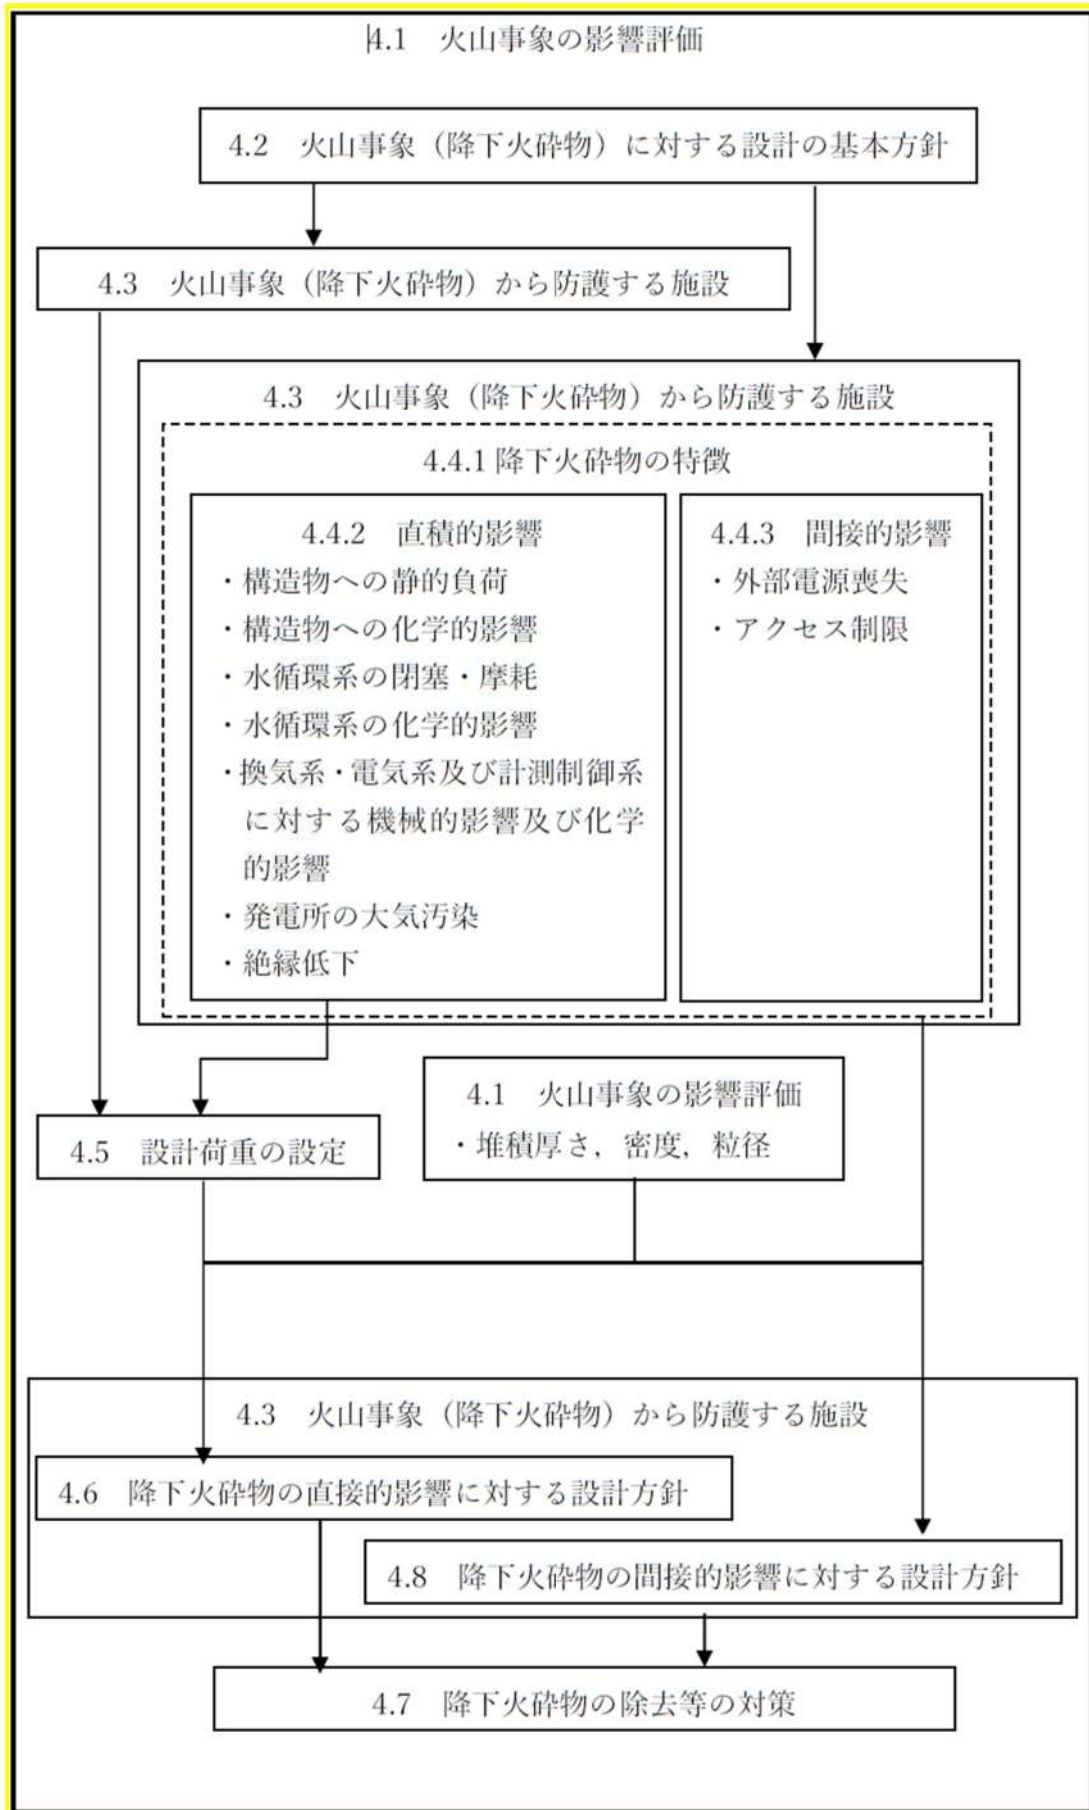 4.1 火山事象の影響評価
4.2 火山事象（降下火砕物）に対する設計の基本方針
4.3 火山事象（降下火砕物）から防護する施設
4.3 火山事象（降下火砕物）から防護する施設
4.4.1 降下火砕物の特徴
4.4.2 直積的影響
・構造物への静的負荷
・構造物への化学的影響
・水循環系の閉塞・摩耗
・水循環系の化学的影響
・換気系・電気系及び計測制御系
に対する機械的影響及び化学
的影響
・発電所の大気汚染
・絶縁低下
4.4.3 間接的影響
・外部電源喪失
・アクセス制限
4.1 火山事象の影響評価
・堆積厚さ，密度，粒径
4.5 設計荷重の設定
4.3 火山事象（降下火砕物）から防護する施設
4.6 降下火砕物の直接的影響に対する設計方針
4.8 降下火砕物の間接的影響に対する設計方針
4.7 降下火砕物の除去等の対策